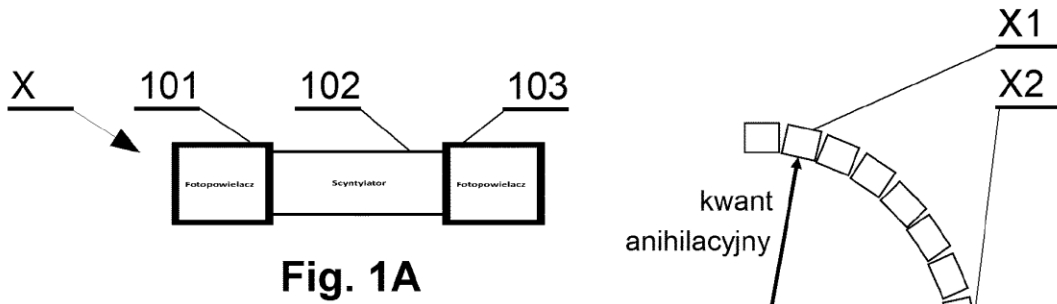 X 101 102 103
Fotopowielacz Scyntylator Fotopowielacz
Fig. 1A
X1
X2
kwant
anihilacyjny